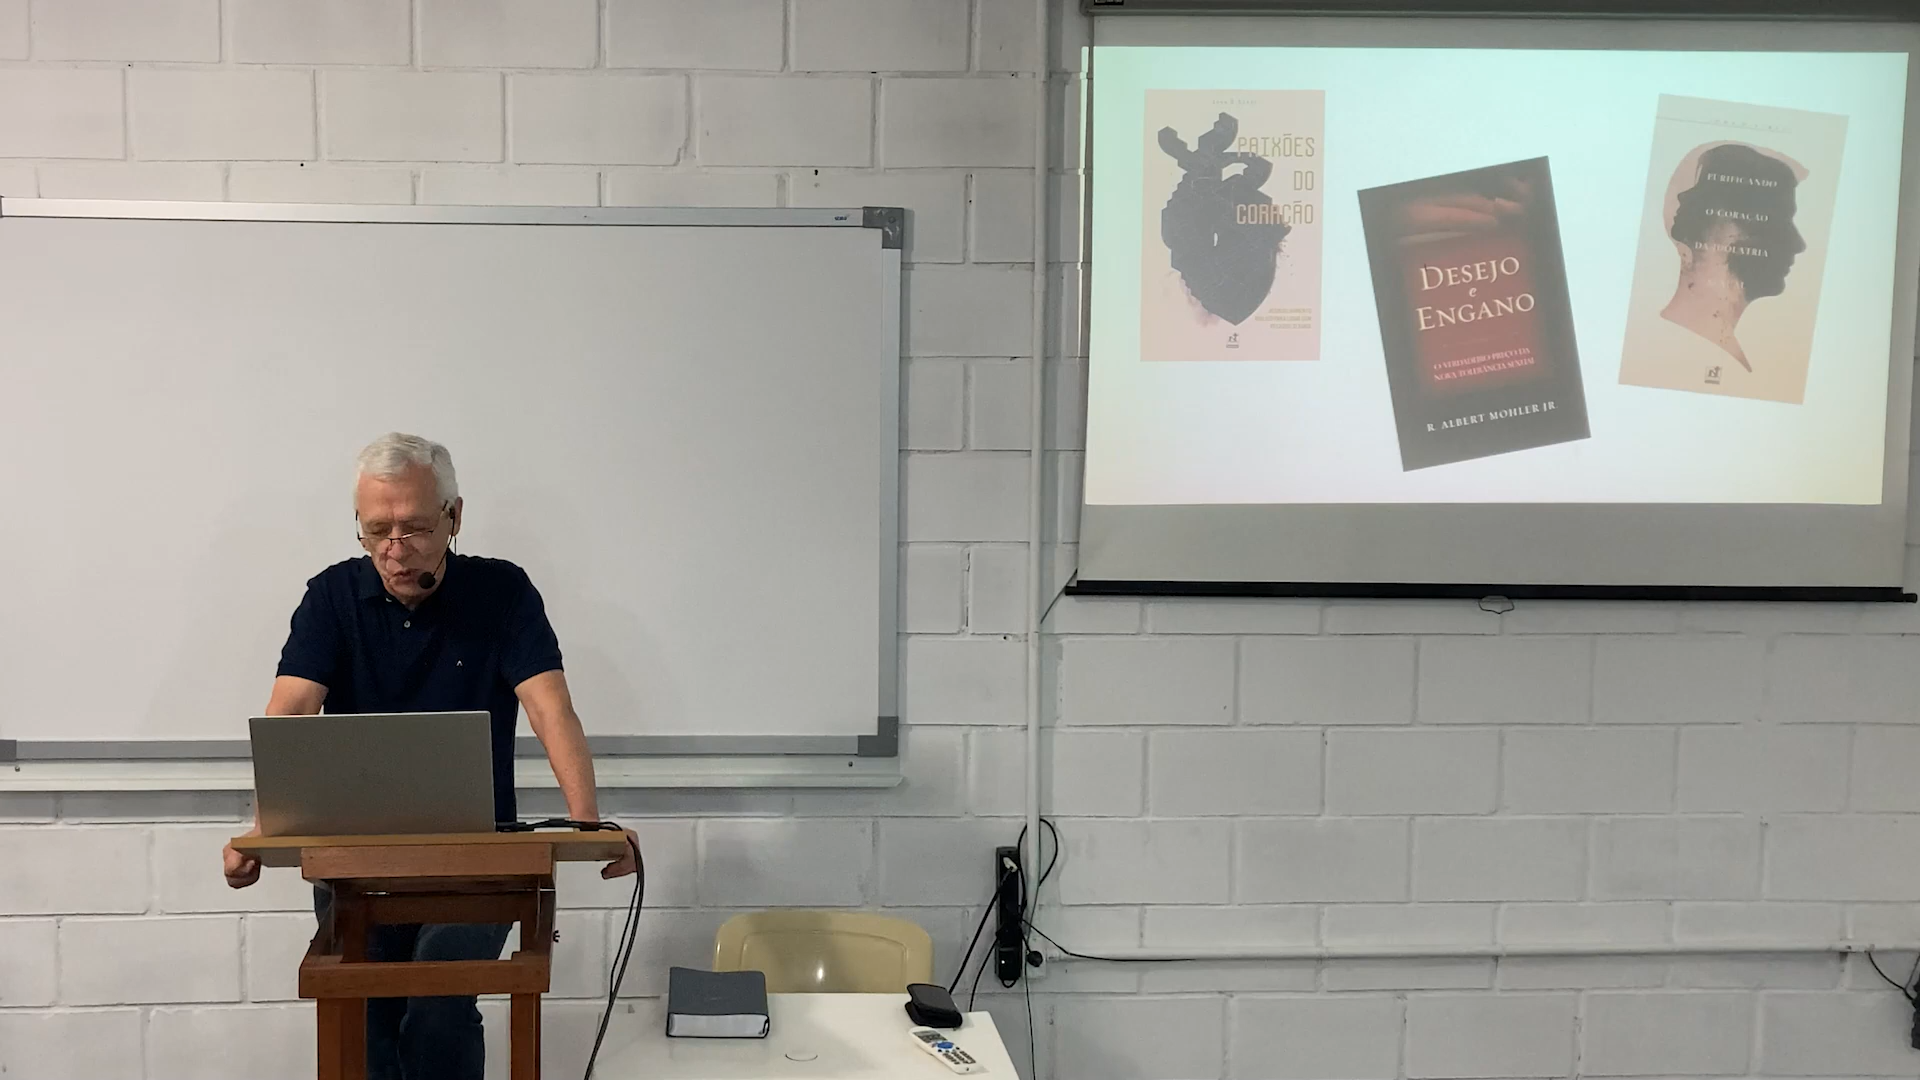 PAIXÕES
DO
CORAÇÃO
DESEJO
e
ENGANO
O VERDADEIRO PREÇO DA
NOVA TOLERÂNCIA SEXUAL
R. ALBERT MOHLER JR.
PURIFICANDO
O CORAÇÃO
DA IDOLATRIA